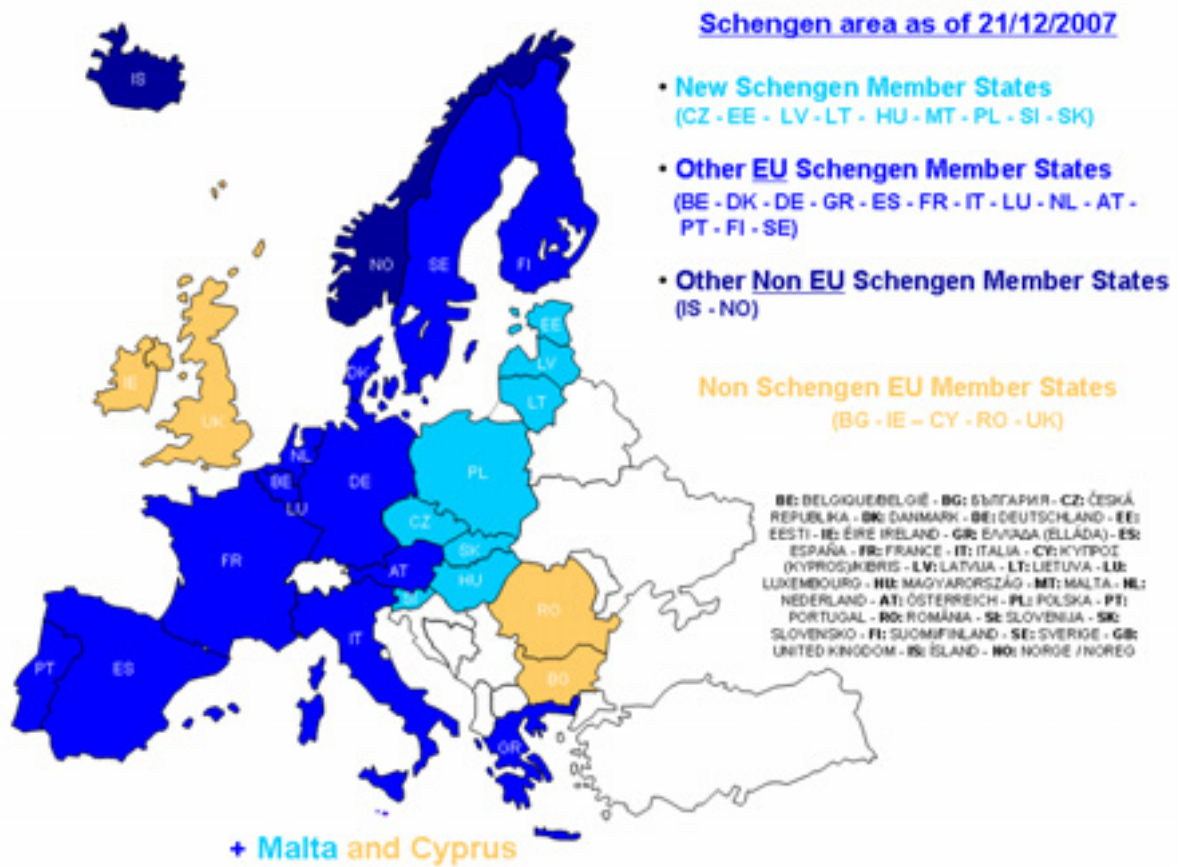 Schengen area as of 21/12/2007
• New Schengen Member States
(CZ - EE - LV - LT - HU - MT - PL - SI - SK)
• Other EU Schengen Member States
(BE - DK - DE - GR - ES - FR - IT - LU - NL - AT -
PT - FI - SE)
• Other Non EU Schengen Member States
(IS - NO)
Non Schengen EU Member States
(BG - IE – CY - RO - UK)
BE: BELGIQUE/BELGIË - BG: БЪЛГАРИЯ - CZ: ČESKÁ
REPUBLIKA - DK: DANMARK - DE: DEUTSCHLAND - EE:
EESTI - IE: ÉIRE IRELAND - GR: ΕΛΛΑΔΑ (ELLÁDA) - ES:
ESPAÑA - FR: FRANCE - IT: ITALIA - CY: ΚΥΠΡΟΣ
(KYPROS)/KIBRIS - LV: LATVIJA - LT: LIETUVA - LU:
LUXEMBOURG - HU: MAGYARORSZÁG - MT: MALTA - NL:
NEDERLAND - AT: ÖSTERREICH - PL: POLSKA - PT:
PORTUGAL - RO: ROMÂNIA - SI: SLOVENIJA - SK:
SLOVENSKO - FI: SUOMI/FINLAND - SE: SVERIGE - GB:
UNITED KINGDOM - IS: ÍSLAND - NO: NORGE / NOREG
IS
NO
SE
FI
EE
LV
LT
DK
IE
UK
NL
BE
LU
DE
PL
CZ
SK
AT
HU
FR
RO
IT
BG
PT
ES
GR
+ Malta and Cyprus